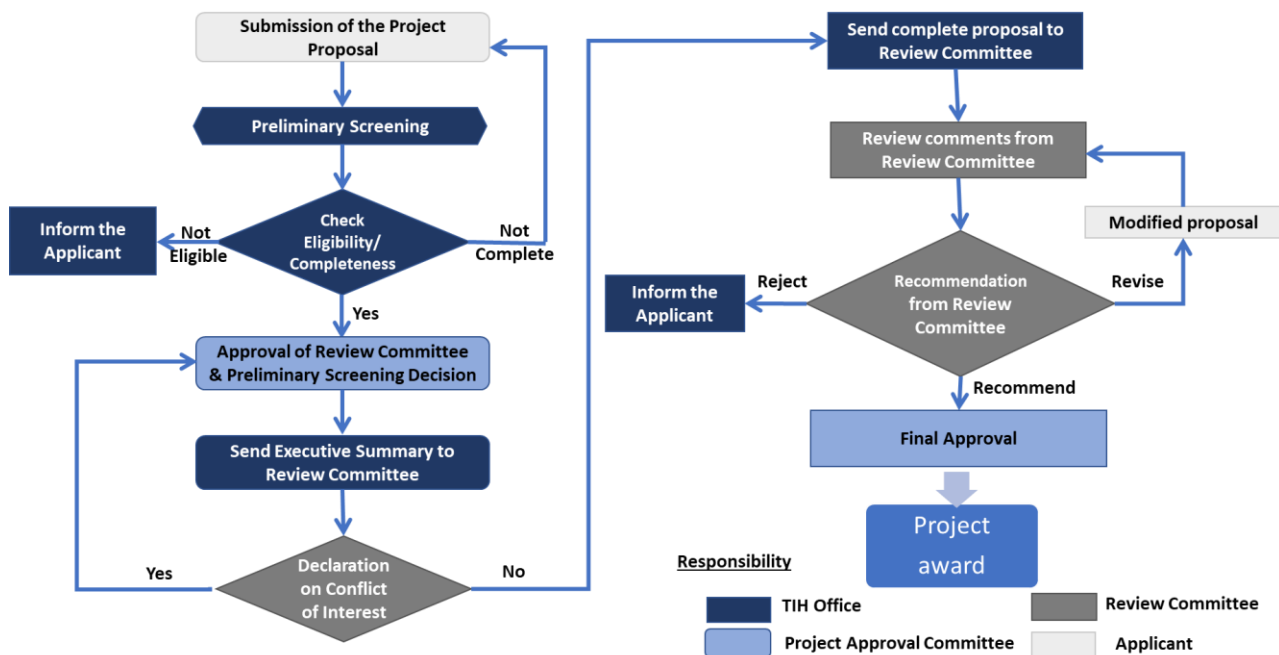 Submission of the Project
Proposal
Preliminary Screening
Check
Eligibility/
Completeness
Not
Eligible
Inform the
Applicant
Not
Complete
Yes
Approval of Review Committee
& Preliminary Screening Decision
Send Executive Summary to
Review Committee
Declaration
on Conflict
of Interest
Yes
No
Send complete proposal to
Review Committee
Review comments from
Review Committee
Modified proposal
Recommendation
from Review
Committee
Reject
Inform the
Applicant
Revise
Recommend
Final Approval
Project
award
Responsibility
TIH Office
Review Committee
Project Approval Committee
Applicant